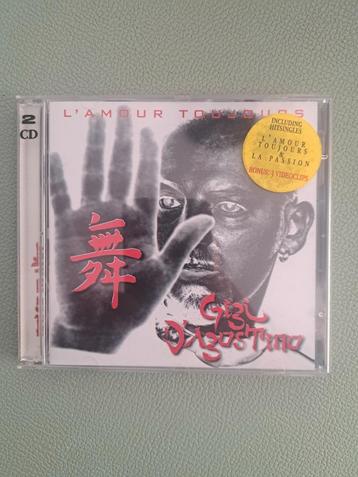 2
CD
L'AMOUR TOUJOURS
INCLUDING
HITSINGLES
L'AMOUR
TOUJOURS
&
LA PASSION
BONUS: 3 VIDEOCLIPS
舞
Gigi
D'Agostino